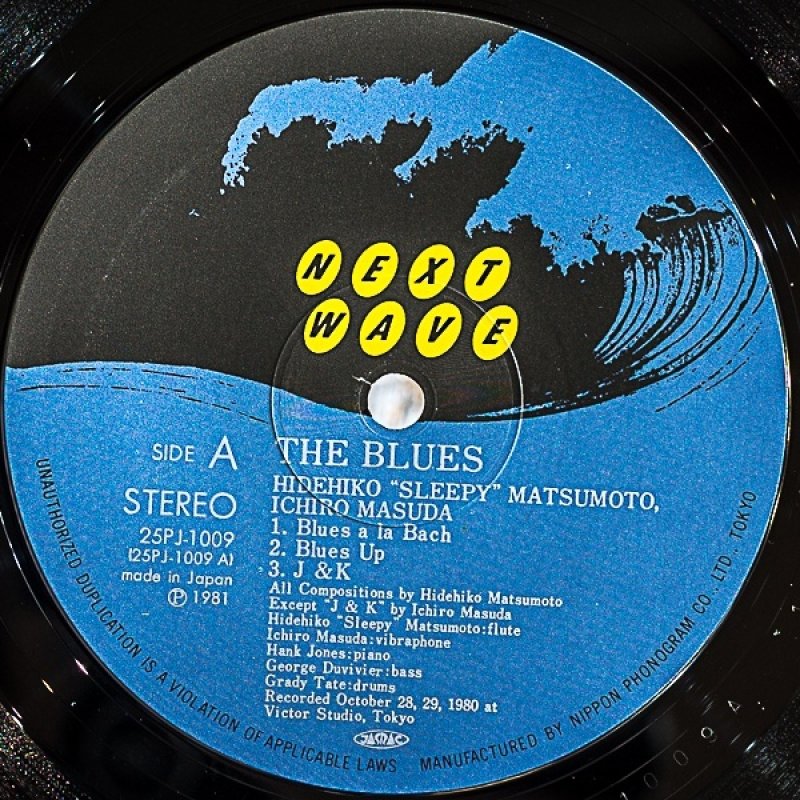 NEXT
WAVE
SIDE A
STEREO
25PJ-1009
(25PJ-1009 A)
made in Japan
Ⓟ 1981
THE BLUES
HIDEHIKO "SLEEPY" MATSUMOTO,
ICHIRO MASUDA
1. Blues a la Bach
2. Blues Up
3. J & K
All Compositions by Hidehiko Matsumoto
Except "J & K" by Ichiro Masuda
Hidehiko "Sleepy" Matsumoto:flute
Ichiro Masuda:vibraphone
Hank Jones:piano
George Duvivier:bass
Grady Tate:drums
Recorded October 28, 29, 1980 at
Victor Studio, Tokyo
JASRAC
UNAUTHORIZED DUPLICATION IS A VIOLATION OF APPLICABLE LAWS MANUFACTURED BY NIPPON PHONOGRAM CO., LTD., TOKYO